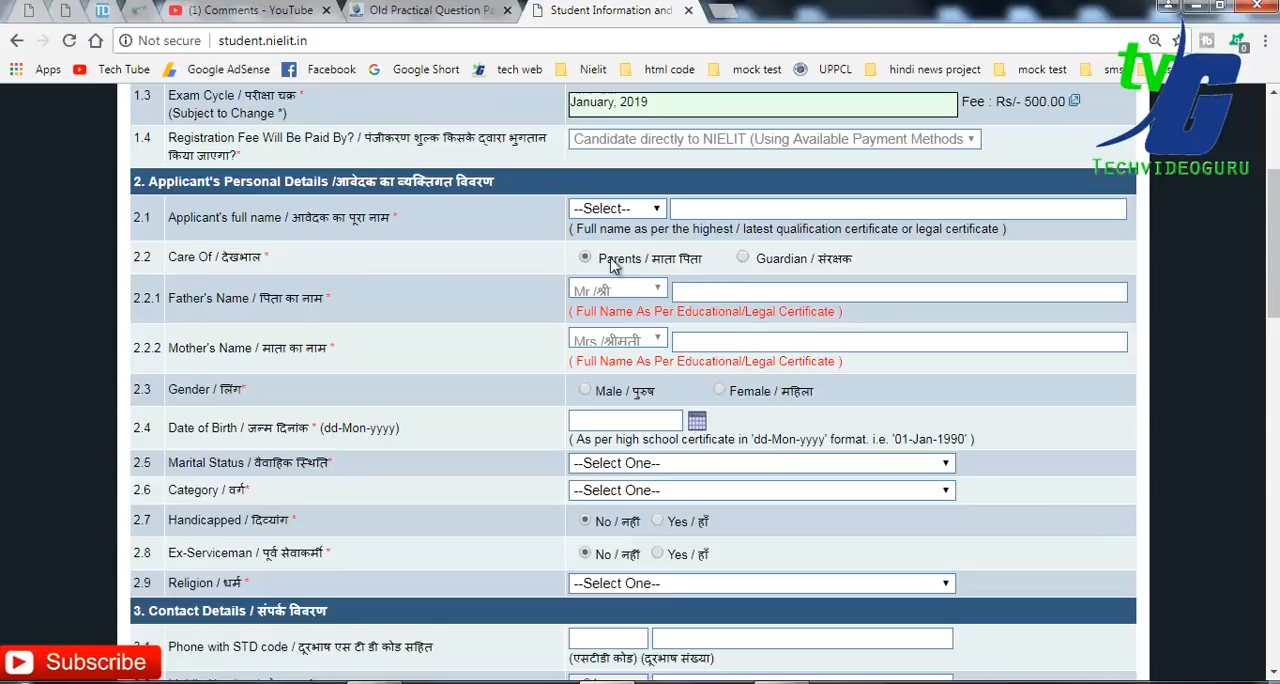 (1) Comments - YouTube
Old Practical Question Pa
Student Information and
Not secure | student.nielit.in
Apps
Tech Tube
Google AdSense
Facebook
Google Short
tech web
Nielit
html code
mock test
UPPCL
hindi news project
mock test
sms
tvG
TECHVIDEOGURU
1.3 Exam Cycle / परीक्षा चक्र *
(Subject to Change *)
January, 2019
Fee : Rs/- 500.00
1.4 Registration Fee Will Be Paid By? / पंजीकरण शुल्क किसके द्वारा भुगतान
किया जाएगा?*
Candidate directly to NIELIT (Using Available Payment Methods
2. Applicant's Personal Details /आवेदक का व्यक्तिगत विवरण
2.1 Applicant's full name / आवेदक का पूरा नाम *
--Select--
( Full name as per the highest / latest qualification certificate or legal certificate )
2.2 Care Of / देखभाल *
Parents / माता पिता
Guardian / संरक्षक
2.2.1 Father's Name / पिता का नाम *
Mr /श्री
( Full Name As Per Educational/Legal Certificate )
2.2.2 Mother's Name / माता का नाम *
Mrs /श्रीमती
( Full Name As Per Educational/Legal Certificate )
2.3 Gender / लिंग*
Male / पुरुष
Female / महिला
2.4 Date of Birth / जन्म दिनांक * (dd-Mon-yyyy)
( As per high school certificate in 'dd-Mon-yyyy' format. i.e. '01-Jan-1990' )
2.5 Marital Status / वैवाहिक स्थिति*
--Select One--
2.6 Category / वर्ग*
--Select One--
2.7 Handicapped / दिव्यांग *
No / नहीं
Yes / हाँ
2.8 Ex-Serviceman / पूर्व सेवाकर्मी *
No / नहीं
Yes / हाँ
2.9 Religion / धर्म *
--Select One--
3. Contact Details / संपर्क विवरण
Phone with STD code / दूरभाष एस टी डी कोड सहित
(एसटीडी कोड) (दूरभाष संख्या)
Subscribe